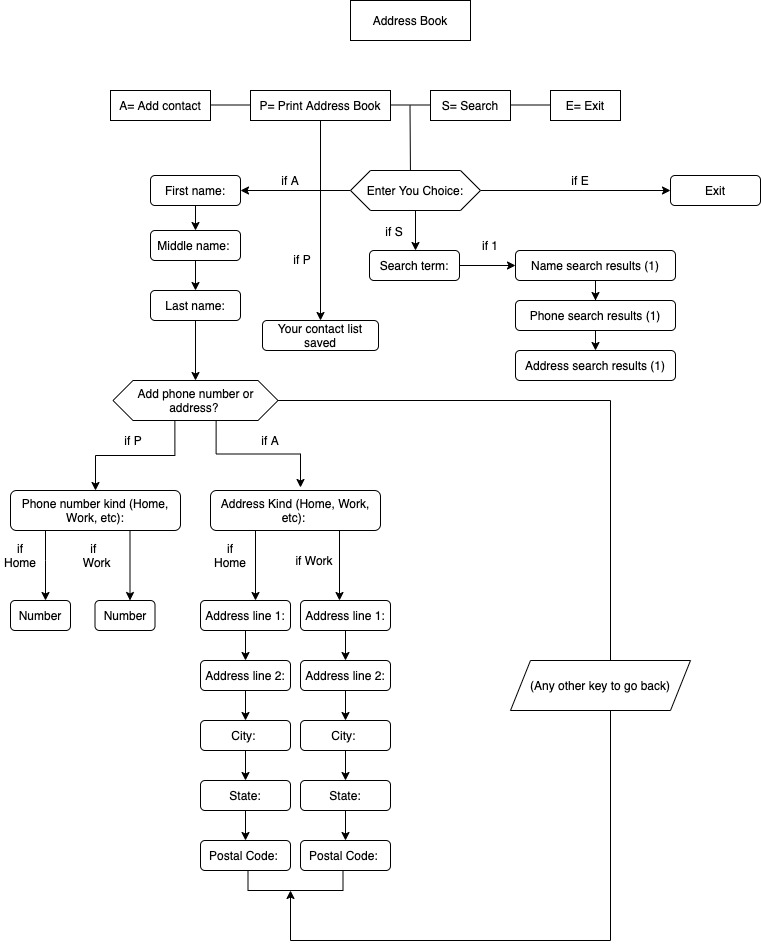 Address Book
A= Add contact
P= Print Address Book
S= Search
E= Exit
First name:
if A
Enter You Choice:
if E
Exit
if S
Middle name:
if P
Search term:
if 1
Name search results (1)
Last name:
Phone search results (1)
Your contact list
saved
Address search results (1)
Add phone number or
address?
if P
if A
Phone number kind (Home,
Work, etc):
Address Kind (Home, Work,
etc):
if
Home
if
Work
if
Home
if Work
Number
Number
Address line 1:
Address line 1:
Address line 2:
Address line 2:
(Any other key to go back)
City:
City:
State:
State:
Postal Code:
Postal Code: